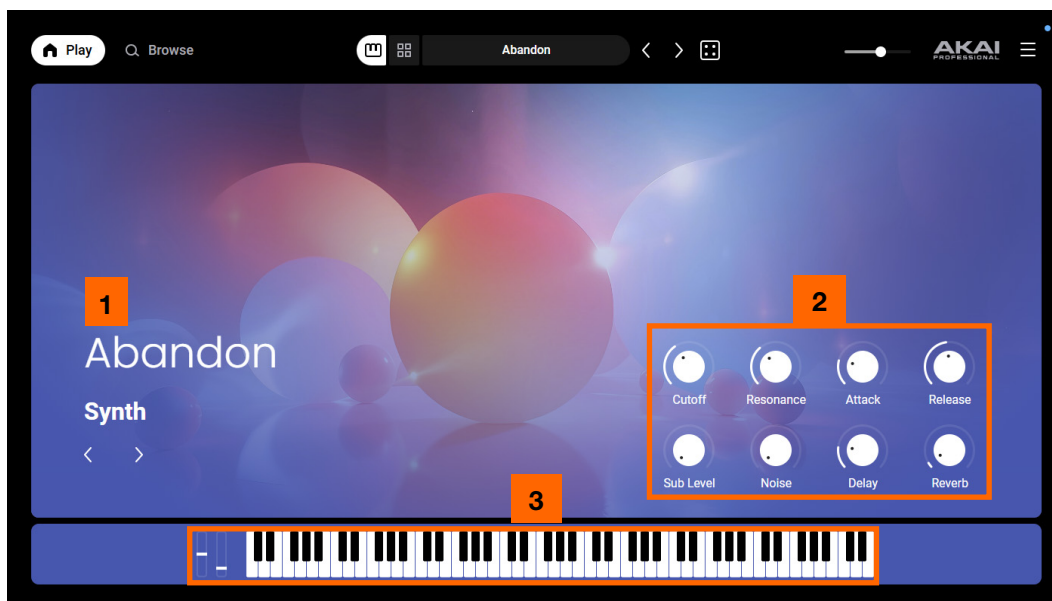 Play
Browse
Abandon
AKAI
PROFESSIONAL
1
Abandon
Synth
2
Cutoff Resonance Attack Release
Sub Level Noise Delay Reverb
3